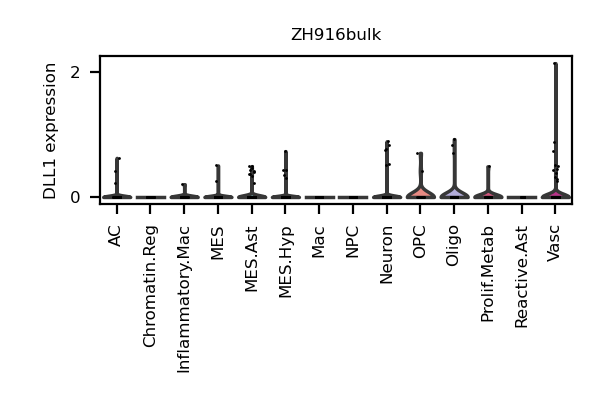 ZH916bulk
DLL1 expression
2
0
AC
Chromatin.Reg
Inflammatory.Mac
MES
MES.Ast
MES.Hyp
Mac
NPC
Neuron
OPC
Oligo
Prolif.Metab
Reactive.Ast
Vasc